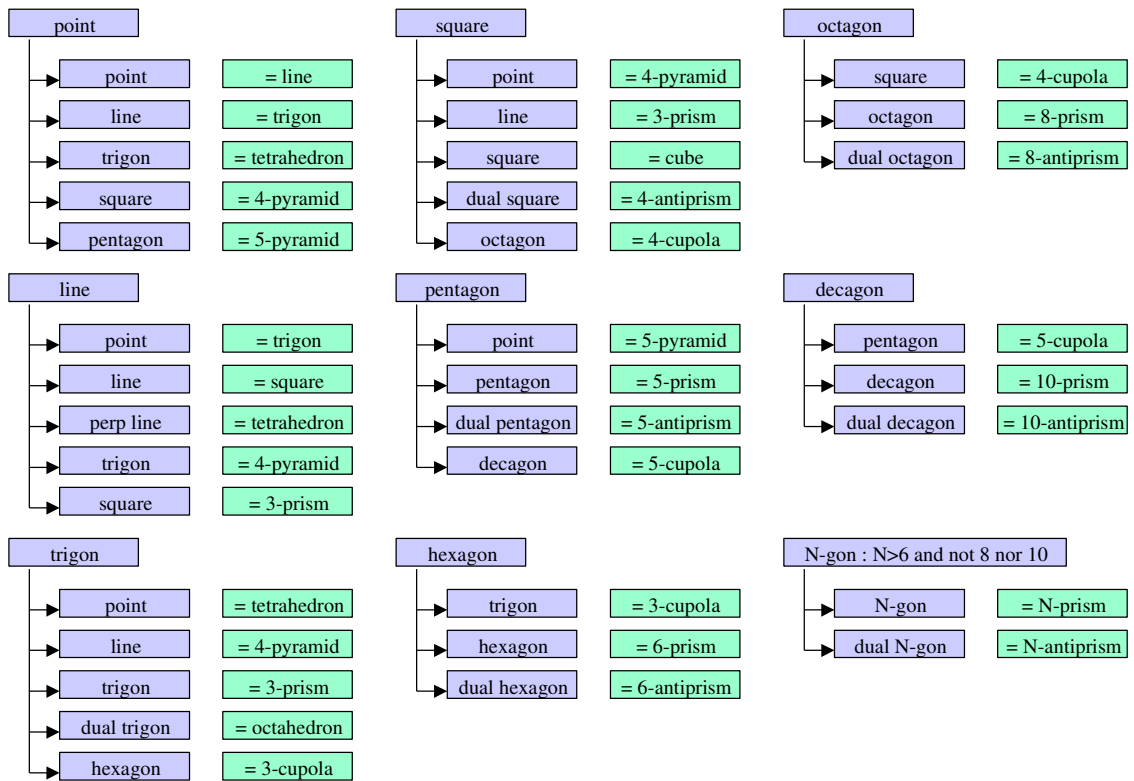 point
point = line
line = trigon
trigon = tetrahedron
square = 4-pyramid
pentagon = 5-pyramid
square
point = 4-pyramid
line = 3-prism
square = cube
dual square = 4-antiprism
octagon = 4-cupola
octagon
square = 4-cupola
octagon = 8-prism
dual octagon = 8-antiprism
line
point = trigon
line = square
perp line = tetrahedron
trigon = 4-pyramid
square = 3-prism
pentagon
point = 5-pyramid
pentagon = 5-prism
dual pentagon = 5-antiprism
decagon = 5-cupola
decagon
pentagon = 5-cupola
decagon = 10-prism
dual decagon = 10-antiprism
trigon
point = tetrahedron
line = 4-pyramid
trigon = 3-prism
dual trigon = octahedron
hexagon = 3-cupola
hexagon
trigon = 3-cupola
hexagon = 6-prism
dual hexagon = 6-antiprism
N-gon : N>6 and not 8 nor 10
N-gon = N-prism
dual N-gon = N-antiprism